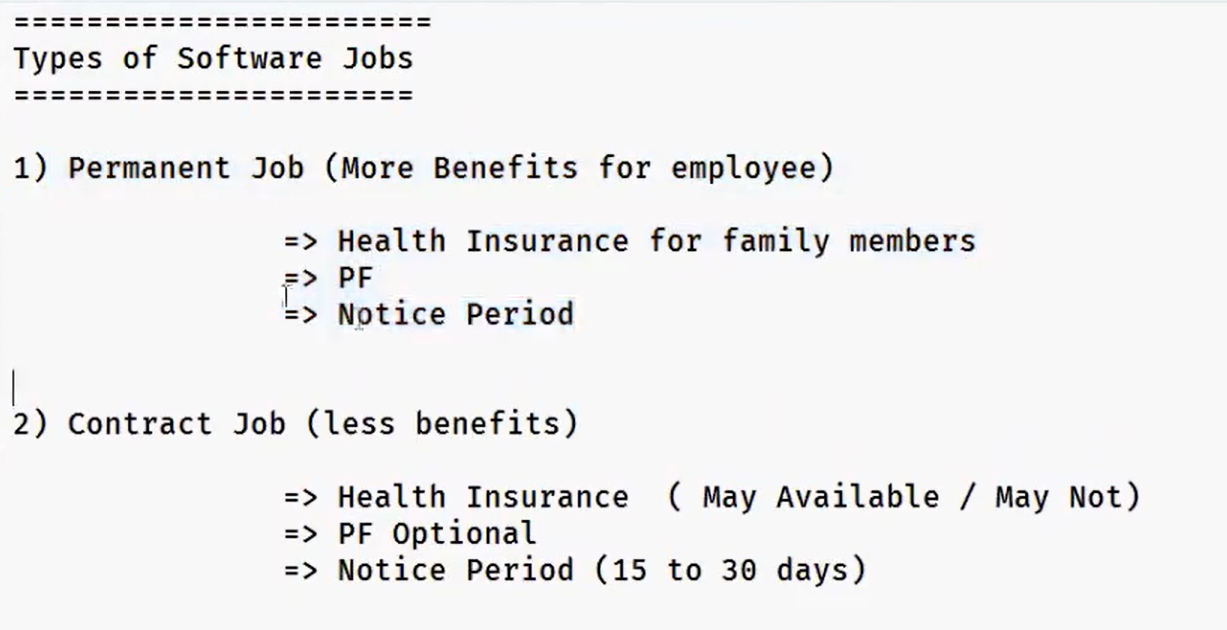 =======================
Types of Software Jobs
======================
1) Permanent Job (More Benefits for employee)
=> Health Insurance for family members
=> PF
=> Notice Period
2) Contract Job (less benefits)
=> Health Insurance  ( May Available / May Not)
=> PF Optional
=> Notice Period (15 to 30 days)